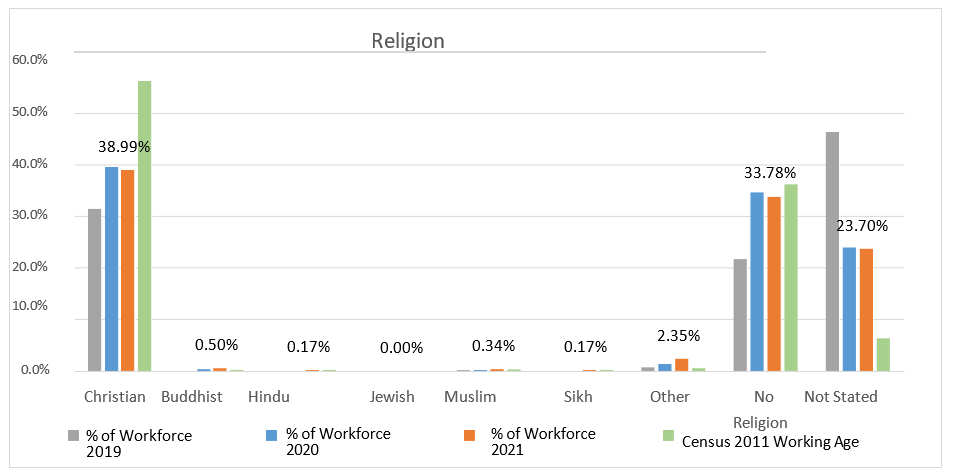 Religion
60.0%
50.0%
40.0%
30.0%
20.0%
10.0%
0.0%
38.99%
0.50%
0.17%
0.00%
0.34%
0.17%
2.35%
33.78%
23.70%
Christian
Buddhist
Hindu
Jewish
Muslim
Sikh
Other
No
Religion
Not Stated
% of Workforce
2019
% of Workforce
2020
% of Workforce
2021
Census 2011 Working Age